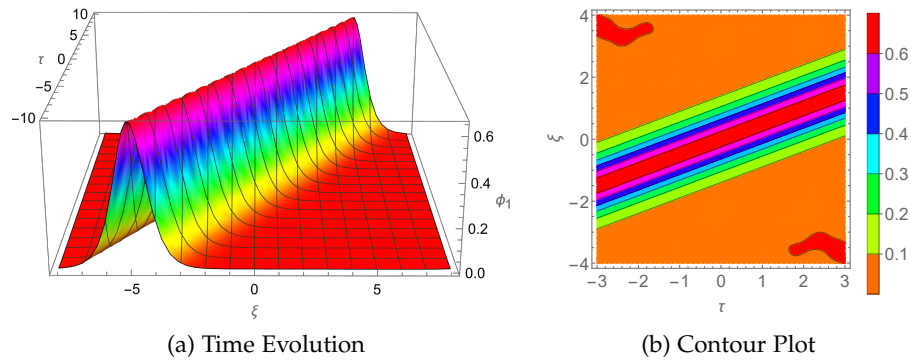 10
5
τ 0
−5
−10
0.6
0.4
ϕ1
0.2
0.0
−5 0 5
ξ
(a) Time Evolution
4
2
ξ 0
−2
−4
−3 −2 −1 0 1 2 3
τ
0.6
0.5
0.4
0.3
0.2
0.1
(b) Contour Plot